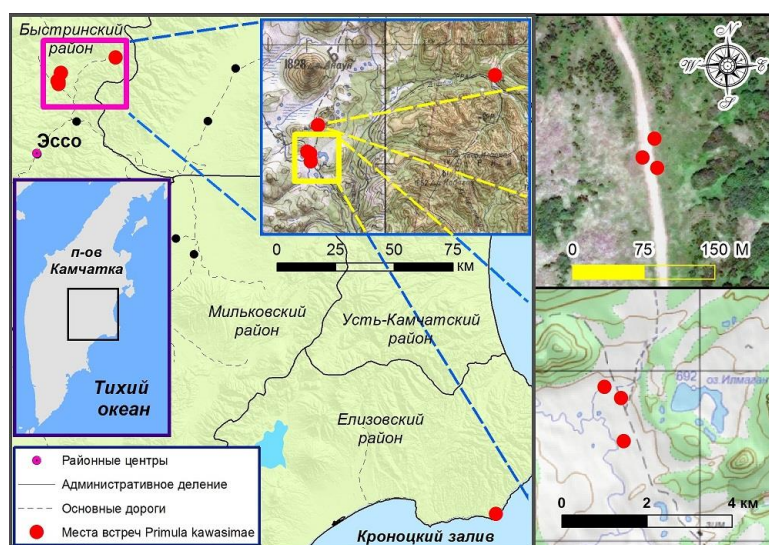 Быстринский
район
Эссо
п-ов
Камчатка
Тихий
океан
Мильковский
район
Усть-Камчатский
район
Елизовский
район
Кроноцкий залив
0 25 50 75
км
1828
Районные центры
Административное деление
Основные дороги
Места встреч Primula kawasimae
N
W E
S
0 75 150 М
692
оз.Илмаган
0 2 4 км